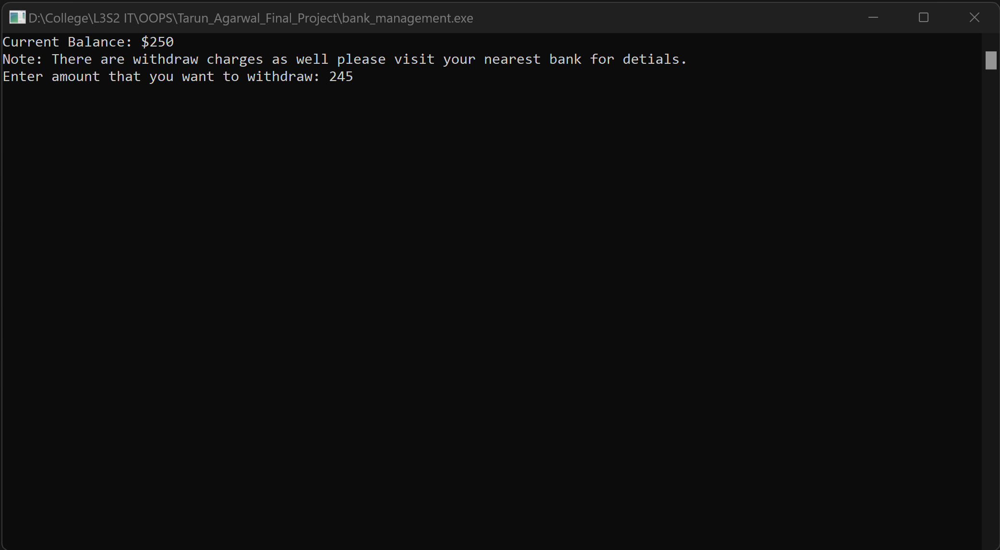 D:\College\L3S2 IT\OOPS\Tarun_Agarwal_Final_Project\bank_management.exe
Current Balance: $250
Note: There are withdraw charges as well please visit your nearest bank for detials.
Enter amount that you want to withdraw: 245